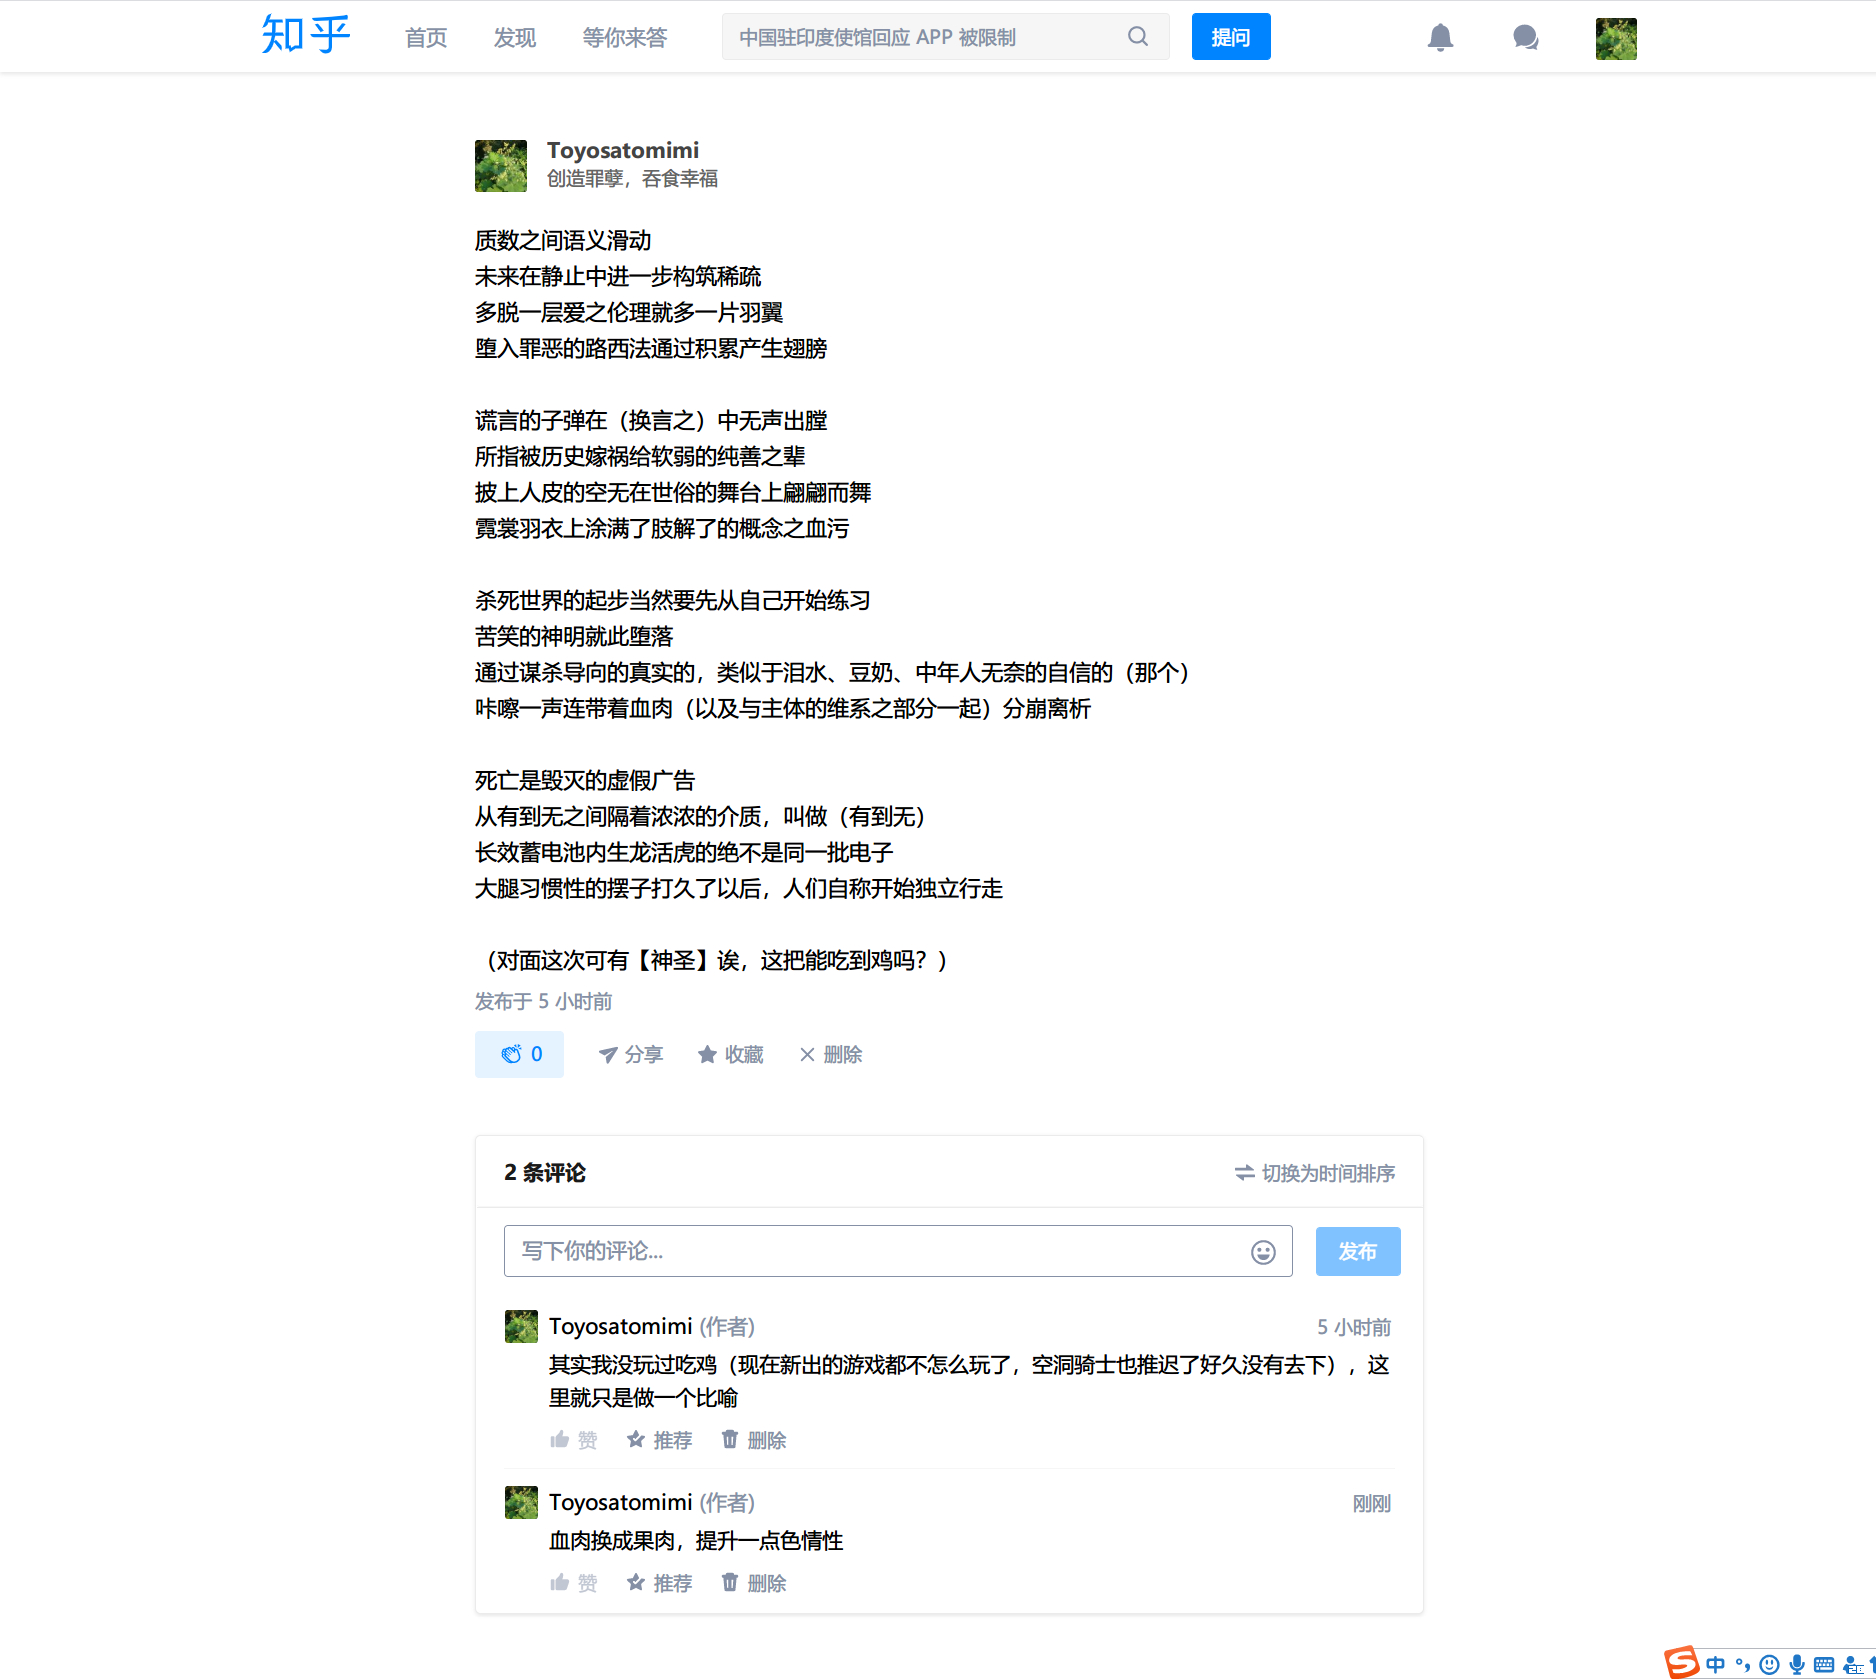 知乎 首页 发现 等你来答 中国驻印度使馆回应 APP 被限制 提问
Toyosatomimi
创造罪孽，吞食幸福
质数之间语义滑动
未来在静止中进一步构筑稀疏
多脱一层爱之伦理就多一片羽翼
堕入罪恶的路西法通过积累产生翅膀
谎言的子弹在（换言之）中无声出膛
所指被历史嫁祸给软弱的纯善之辈
披上人皮的空无在世俗的舞台上翩翩而舞
霓裳羽衣上涂满了肢解了的概念之血污
杀死世界的起步当然要先从自己开始练习
苦笑的神明就此堕落
通过谋杀导向的真实的，类似于泪水、豆奶、中年人无奈的自信的（那个）
咔嚓一声连带着血肉（以及与主体的维系之部分一起）分崩离析
死亡是毁灭的虚假广告
从有到无之间隔着浓浓的介质，叫做（有到无）
长效蓄电池内生龙活虎的绝不是同一批电子
大腿习惯性的摆子打久了以后，人们自称开始独立行走
（对面这次可有【神圣】诶，这把能吃到鸡吗？）
发布于 5 小时前
0 分享 收藏 删除
2 条评论 切换为时间排序
写下你的评论... 发布
Toyosatomimi (作者) 5 小时前
其实我没玩过吃鸡（现在新出的游戏都不怎么玩了，空洞骑士也推迟了好久没有去下），这
里就只是做一个比喻
赞 推荐 删除
Toyosatomimi (作者) 刚刚
血肉换成果肉，提升一点色情性
赞 推荐 删除
中